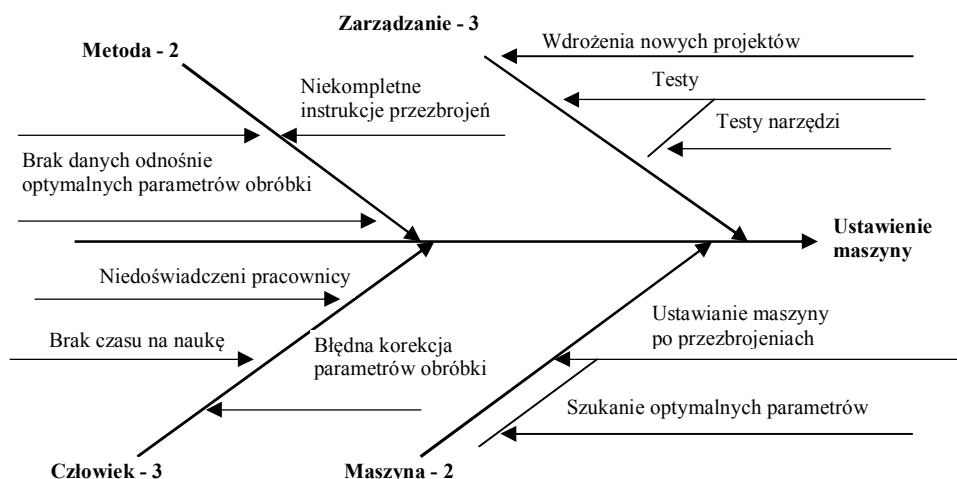 Zarządzanie - 3
Metoda - 2
Wdrożenia nowych projektów
Niekompletne
instrukcje przezbrojeń
Testy
Testy narzędzi
Brak danych odnośnie
optymalnych parametrów obróbki
Ustawienie
maszyny
Niedoświadczeni pracownicy
Brak czasu na naukę
Błędna korekcja
parametrów obróbki
Ustawianie maszyny
po przezbrojeniach
Szukanie optymalnych parametrów
Człowiek - 3
Maszyna - 2